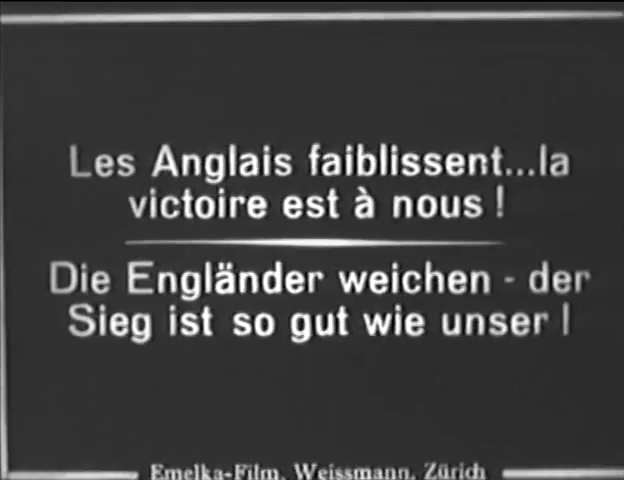 Les Anglais faiblissent...la
victoire est à nous !
Die Engländer weichen - der
Sieg ist so gut wie unser !
Emelka-Film, Weissmann, Zürich